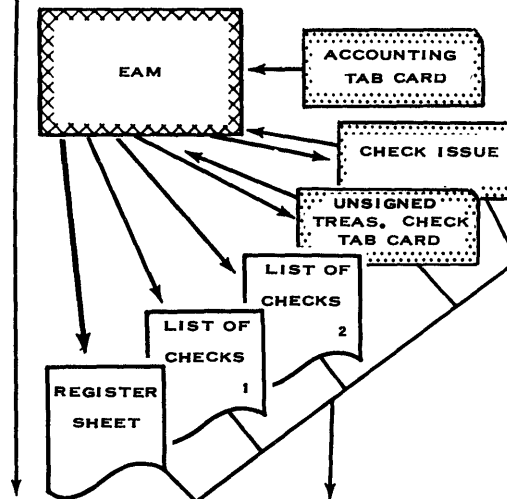 EAM
ACCOUNTING
TAB CARD
CHECK ISSUE
UNSIGNED
TREAS. CHECK
TAB CARD
LIST OF
CHECKS
2
LIST OF
CHECKS
1
REGISTER
SHEET